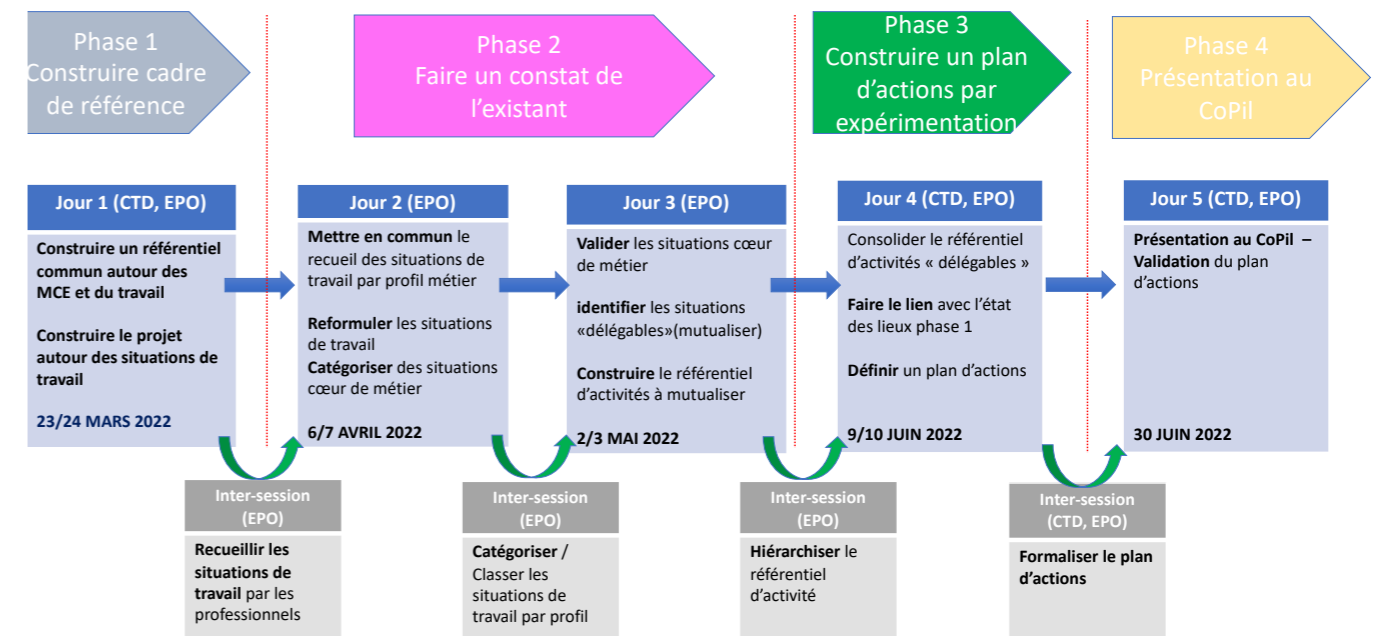 Phase 1
Construire cadre
de référence
Phase 2
Faire un constat de
l’existant
Phase 3
Construire un plan
d’actions par
expérimentation
Phase 4
Présentation au
CoPil
Jour 1 (CTD, EPO)
Construire un référentiel
commun autour des
MCE et du travail
Construire le projet
autour des situations de
travail
23/24 MARS 2022
Jour 2 (EPO)
Mettre en commun le
recueil des situations de
travail par profil métier
Reformuler les situations
de travail
Catégoriser des situations
cœur de métier
6/7 AVRIL 2022
Jour 3 (EPO)
Valider les situations cœur
de métier
identifier les situations
«délégables»(mutualiser)
Construire le référentiel
d’activités à mutualiser
2/3 MAI 2022
Jour 4 (CTD, EPO)
Consolider le référentiel
d’activités « délégables »
Faire le lien avec l’état
des lieux phase 1
Définir un plan d’actions
9/10 JUIN 2022
Jour 5 (CTD, EPO)
Présentation au CoPil –
Validation du plan
d’actions
30 JUIN 2022
Inter-session
(EPO)
Recueillir les
situations de
travail par les
professionnels
Inter-session
(EPO)
Catégoriser /
Classer les
situations de
travail par profil
Inter-session
(EPO)
Hiérarchiser le
référentiel
d’activité
Inter-session
(CTD, EPO)
Formaliser le plan
d’actions